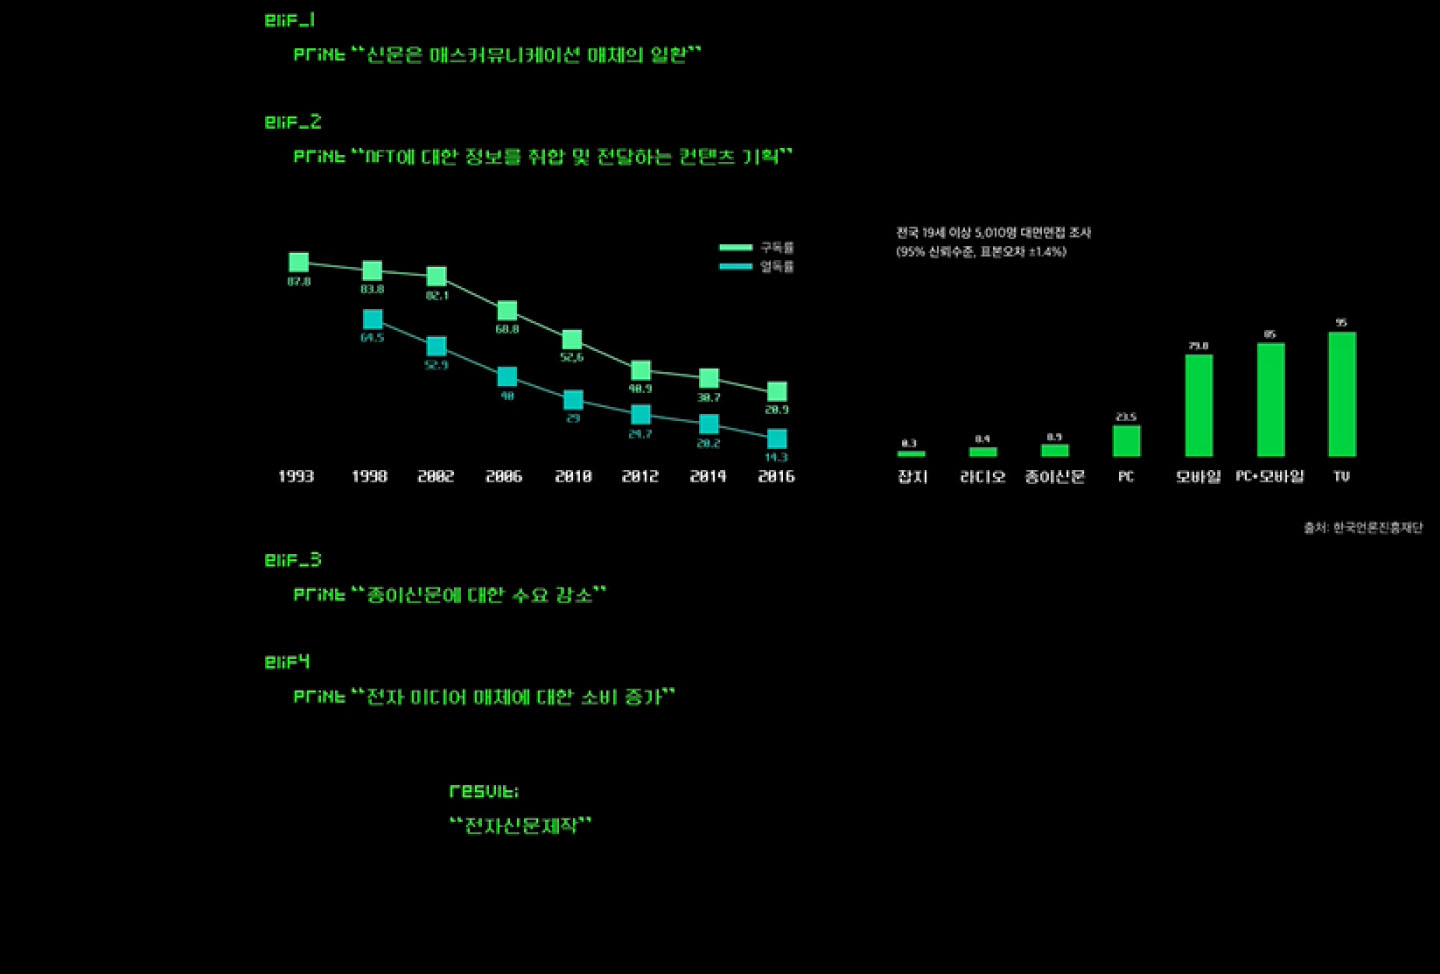 elif_1
print “신문은 매스커뮤니케이션 매체의 일환”
elif_2
print “NFT에 대한 정보를 취합 및 전달하는 컨텐츠 기획”
구독률
열독률
87.8
83.8
82.1
68.8
52,6
40.9
30.7
20.9
64.5
52.9
40
29
24.7
20.2
14.3
1993 1998 2002 2006 2010 2012 2014 2016
전국 19세 이상 5,010명 대면면접 조사
(95% 신뢰수준, 표본오차 ±1.4%)
0.3 8.4 8.9 23.5 79.8 85 95
잡지 라디오 종이신문 PC 모바일 PC+모바일 TV
출처: 한국언론진흥재단
elif_3
print “종이신문에 대한 수요 감소”
elif4
print “전자 미디어 매체에 대한 소비 증가”
result:
“전자신문제작”